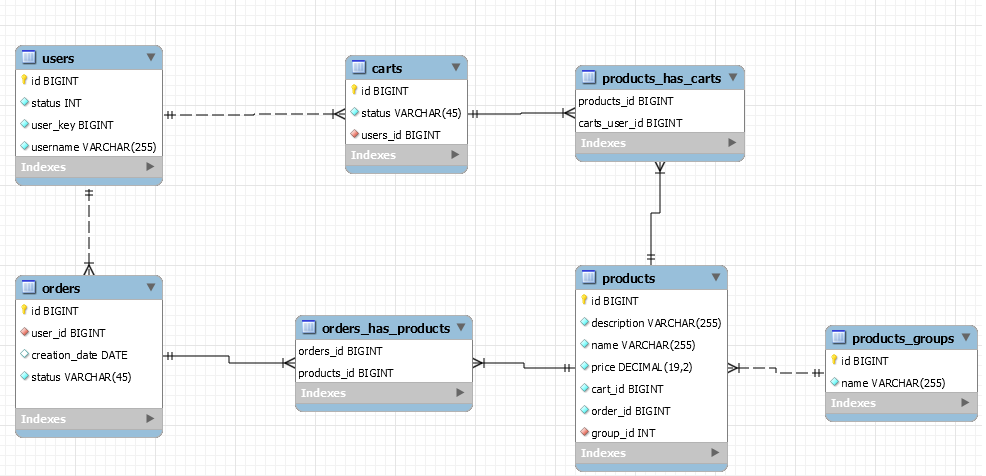 users
id BIGINT
status INT
user_key BIGINT
username VARCHAR(255)
Indexes
carts
id BIGINT
status VARCHAR(45)
users_id BIGINT
Indexes
products_has_carts
products_id BIGINT
carts_user_id BIGINT
Indexes
orders
id BIGINT
user_id BIGINT
creation_date DATE
status VARCHAR(45)
Indexes
orders_has_products
orders_id BIGINT
products_id BIGINT
Indexes
products
id BIGINT
description VARCHAR(255)
name VARCHAR(255)
price DECIMAL(19,2)
cart_id BIGINT
order_id BIGINT
group_id INT
Indexes
products_groups
id BIGINT
name VARCHAR(255)
Indexes